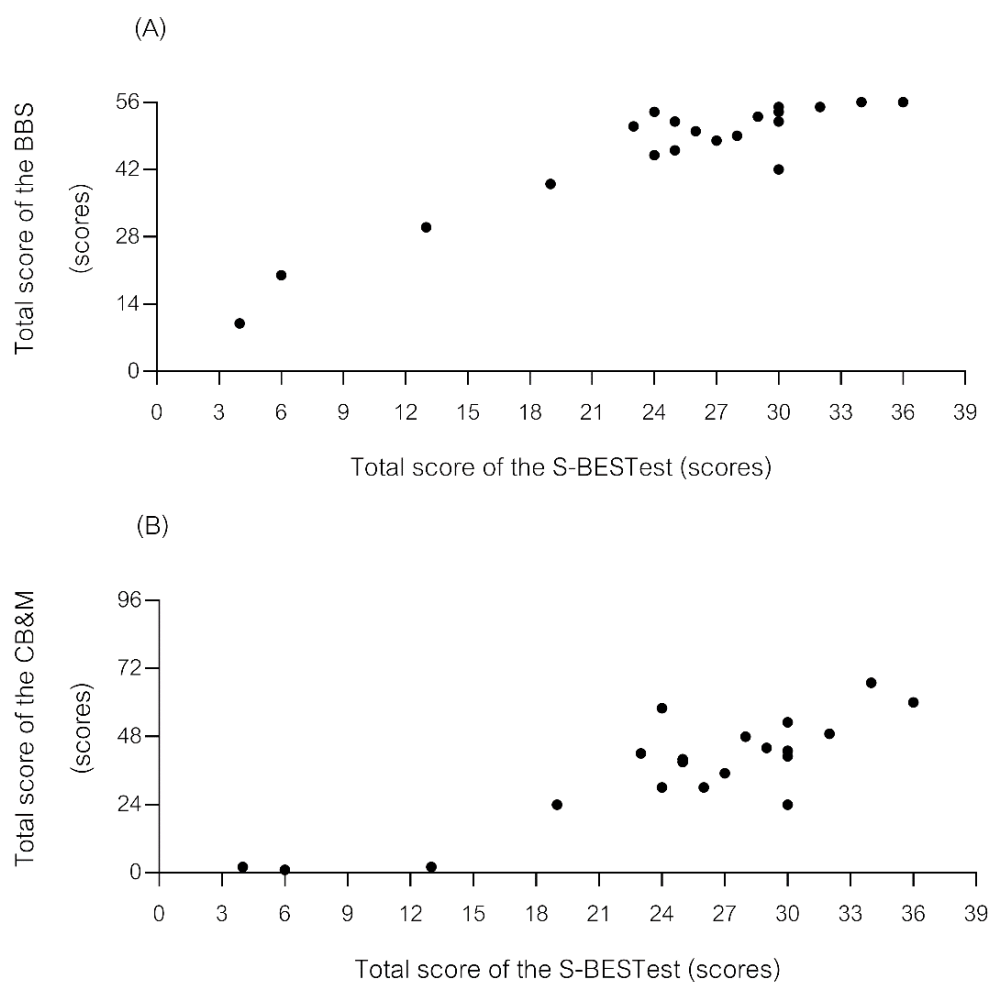 (A)
Total score of the BBS
(scores)
56
42
28
14
0
0 3 6 9 12 15 18 21 24 27 30 33 36 39
Total score of the S-BESTest (scores)
(B)
Total score of the CB&M
(scores)
96
72
48
24
0
0 3 6 9 12 15 18 21 24 27 30 33 36 39
Total score of the S-BESTest (scores)